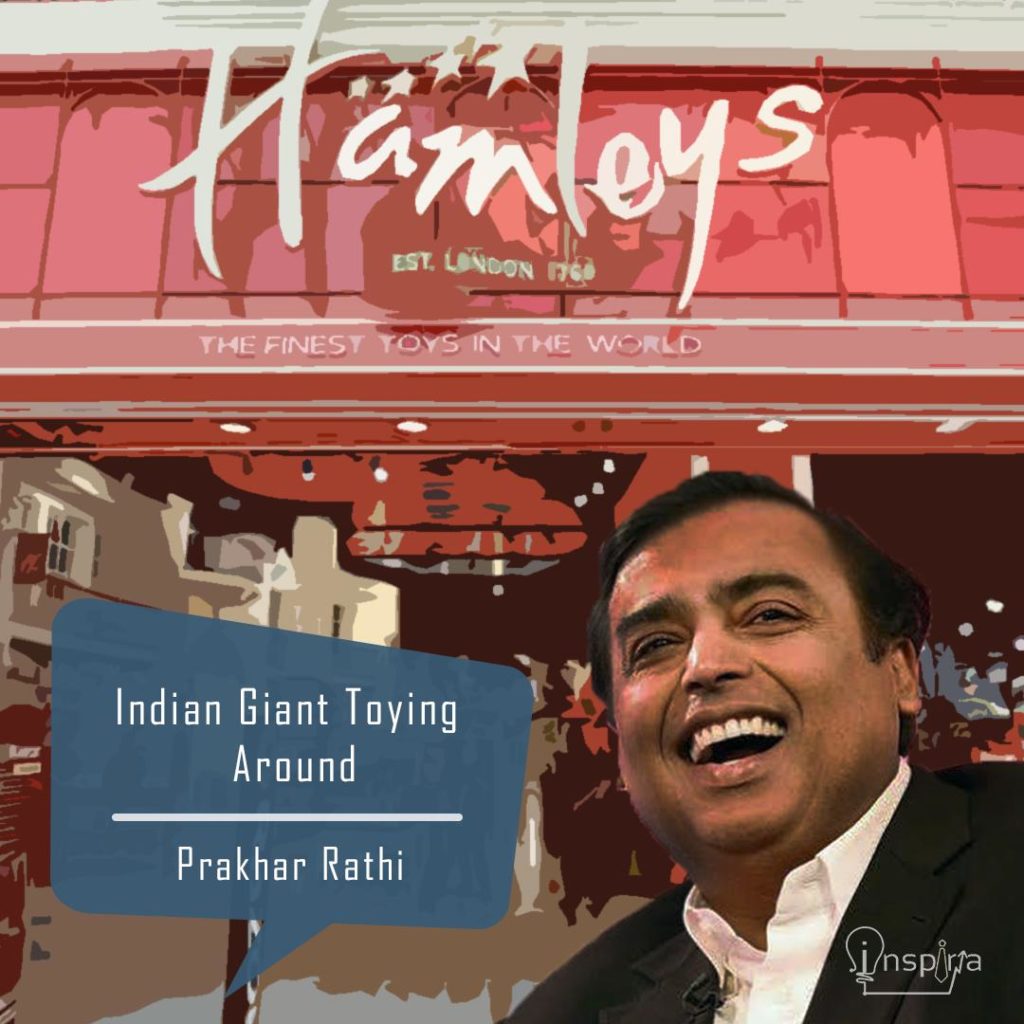 Hamleys
EST. LONDON 1760
THE FINEST TOYS IN THE WORLD
Indian Giant Toying
Around
Prakhar Rathi
inspira